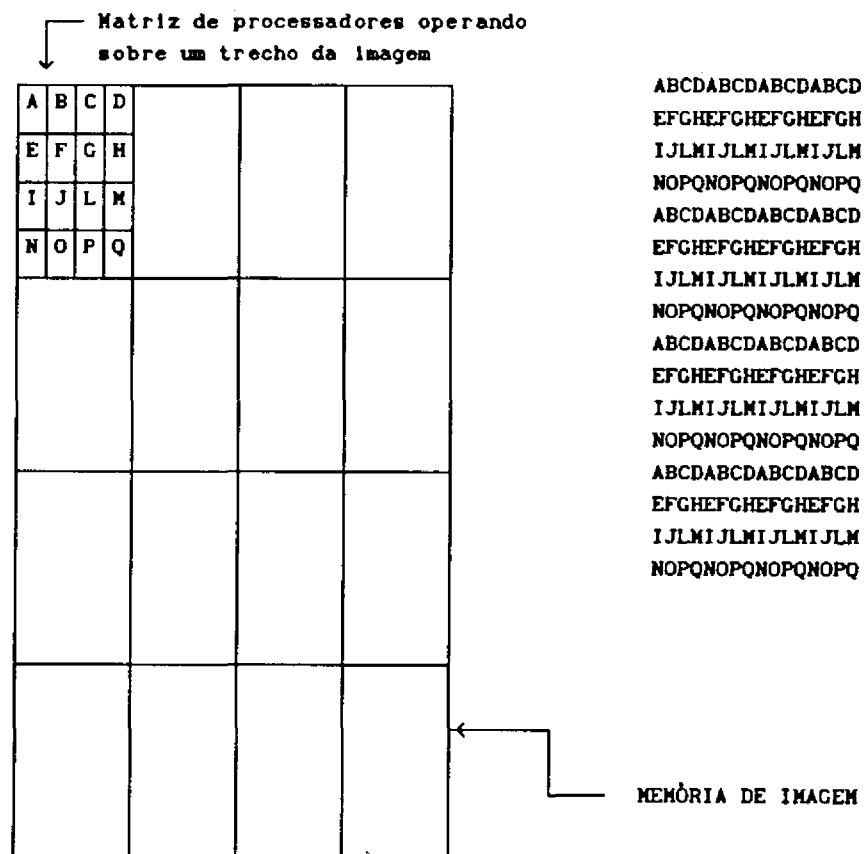 Matriz de processadores operando
sobre um trecho da imagem
A B C D
E F G H
I J L M
N O P Q
ABCDABCDABCDABCD
EFGHEFGHEFGHEFGH
IJLMIJLMIJLMIJLM
NOPQNOPQNOPQNOPQ
ABCDABCDABCDABCD
EFGHEFGHEFGHEFGH
IJLMIJLMIJLMIJLM
NOPQNOPQNOPQNOPQ
ABCDABCDABCDABCD
EFGHEFGHEFGHEFGH
IJLMIJLMIJLMIJLM
NOPQNOPQNOPQNOPQ
ABCDABCDABCDABCD
EFGHEFGHEFGHEFGH
IJLMIJLMIJLMIJLM
NOPQNOPQNOPQNOPQ
MEMÒRIA DE IMAGEM